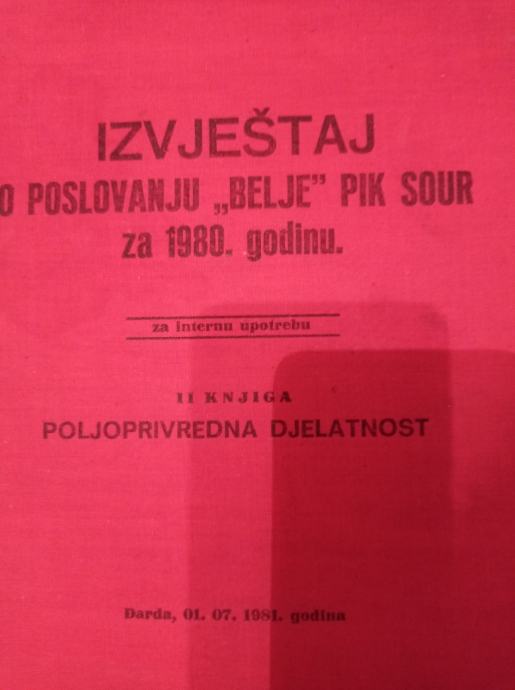 IZVJEŠTAJ
O POSLOVANJU „BELJE” PIK SOUR
za 1980. godinu.
za internu upotrebu
II KNJIGA
POLJOPRIVREDNA DJELATNOST
Darda, 01. 07. 1981. godina